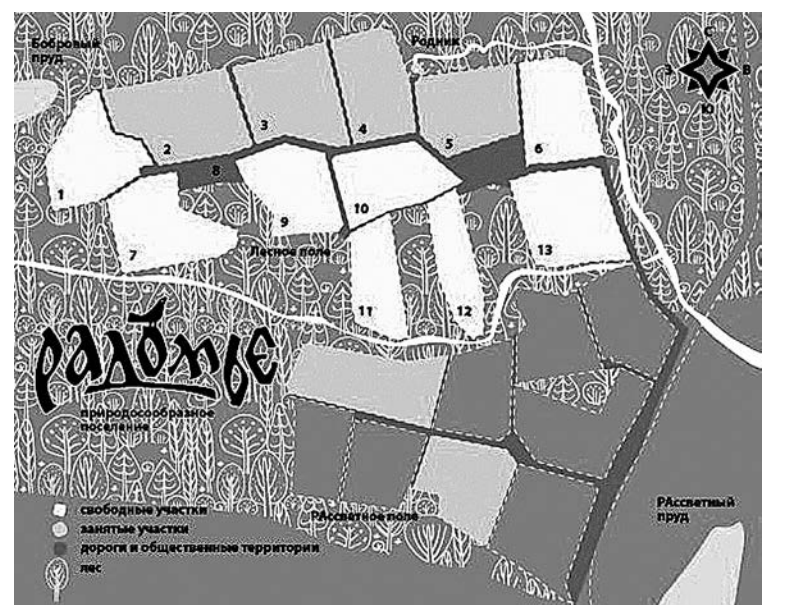 Бобровый
пруд
Родник
С
З
В
Ю
1
2
3
4
5
6
7
8
9
10
11
12
13
Лесное поле
РАДОМЬЕ
природосообразное
поселение
свободные участки
занятые участки
дороги и общественные территории
лес
РАссветное поле
РАссветный
пруд